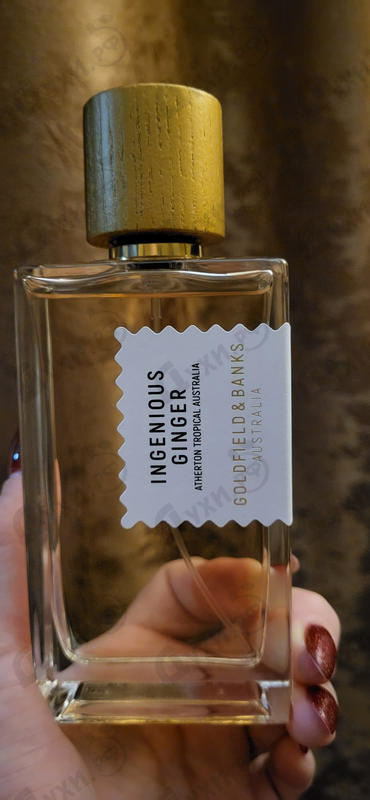 INGENIOUS
GINGER
ATHERTON TROPICAL AUSTRALIA
GOLDFIELD & BANKS
AUSTRALIA